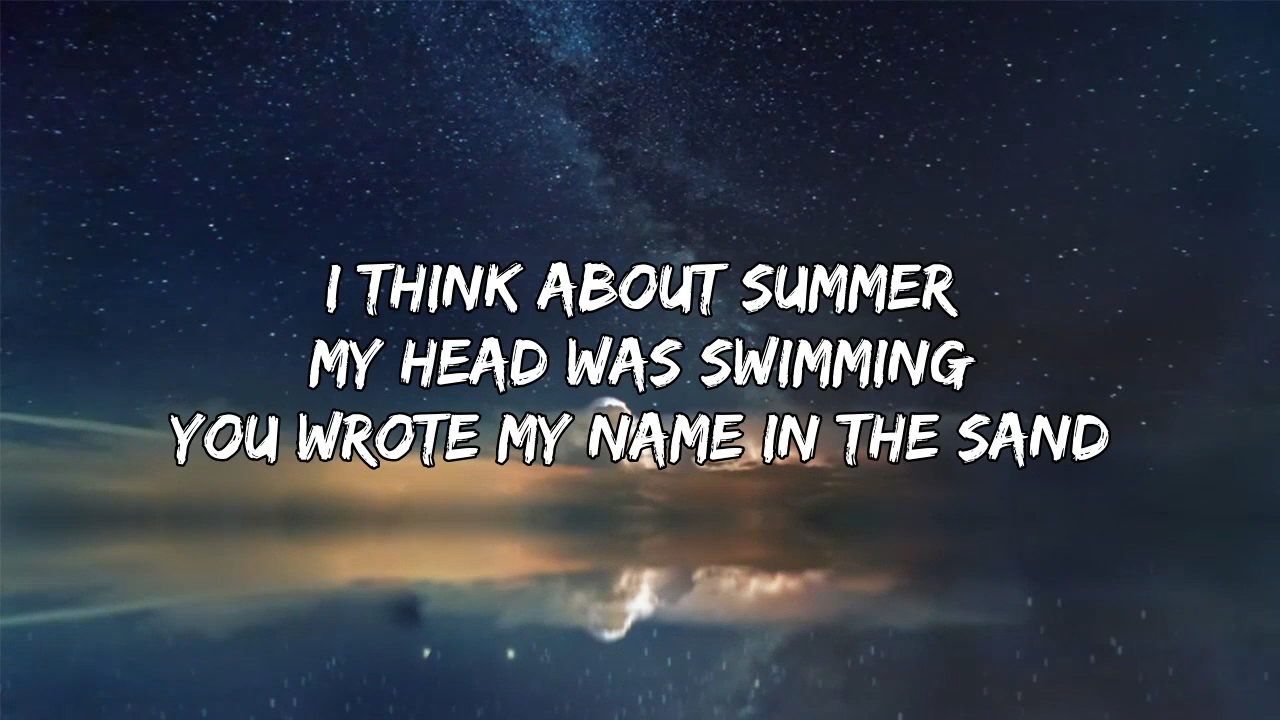 I THINK ABOUT SUMMER
MY HEAD WAS SWIMMING
YOU WROTE MY NAME IN THE SAND